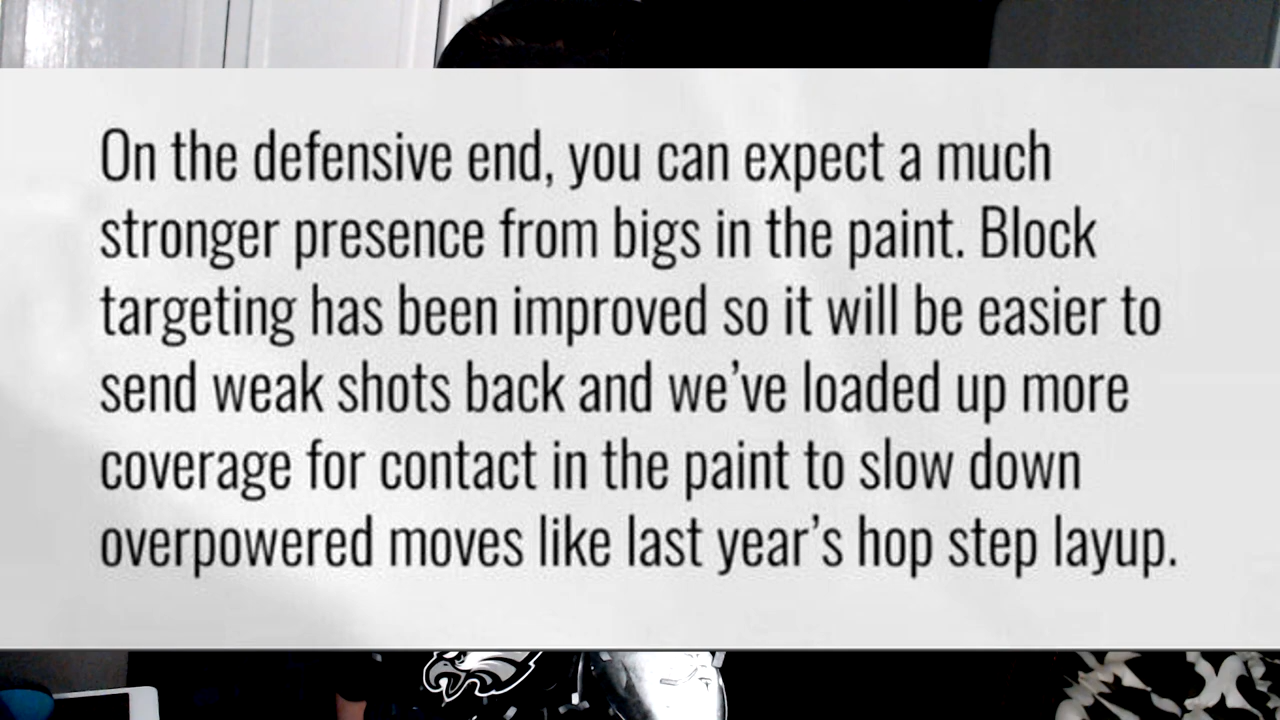 On the defensive end, you can expect a much
stronger presence from bigs in the paint. Block
targeting has been improved so it will be easier to
send weak shots back and we’ve loaded up more
coverage for contact in the paint to slow down
overpowered moves like last year’s hop step layup.